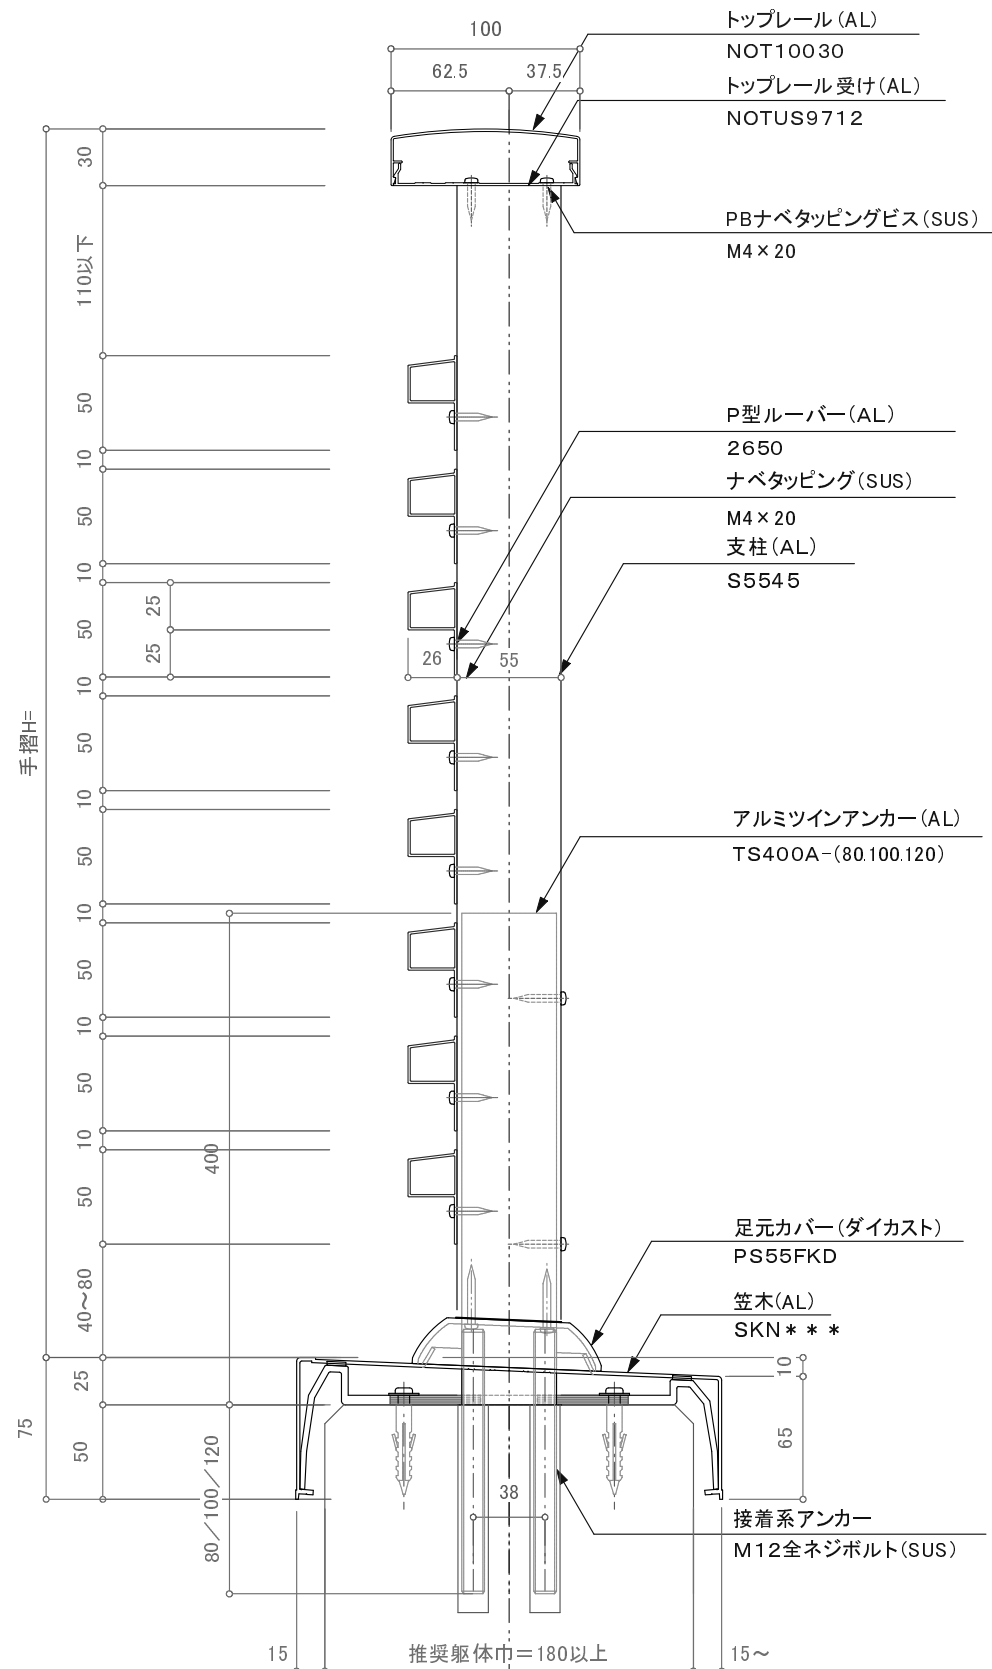 100
62.5
37.5
トップレール(AL)
NOT10030
トップレール受け(AL)
NOTUS9712
PBナベタッピングビス(SUS)
M4×20
P型ルーバー(AL)
2650
ナベタッピング(SUS)
M4×20
支柱(AL)
S5545
アルミツインアンカー(AL)
TS400A-(80.100.120)
足元カバー(ダイカスト)
PS55FKD
笠木(AL)
SKN＊＊＊
接着系アンカー
M12全ネジボルト(SUS)
30
110以下
50
10
50
10
50
25
25
10
50
10
50
10
50
10
50
10
50
40～80
手摺H=
26
55
400
25
50
75
80／100／120
10
65
38
15
推奨躯体巾＝180以上
15～